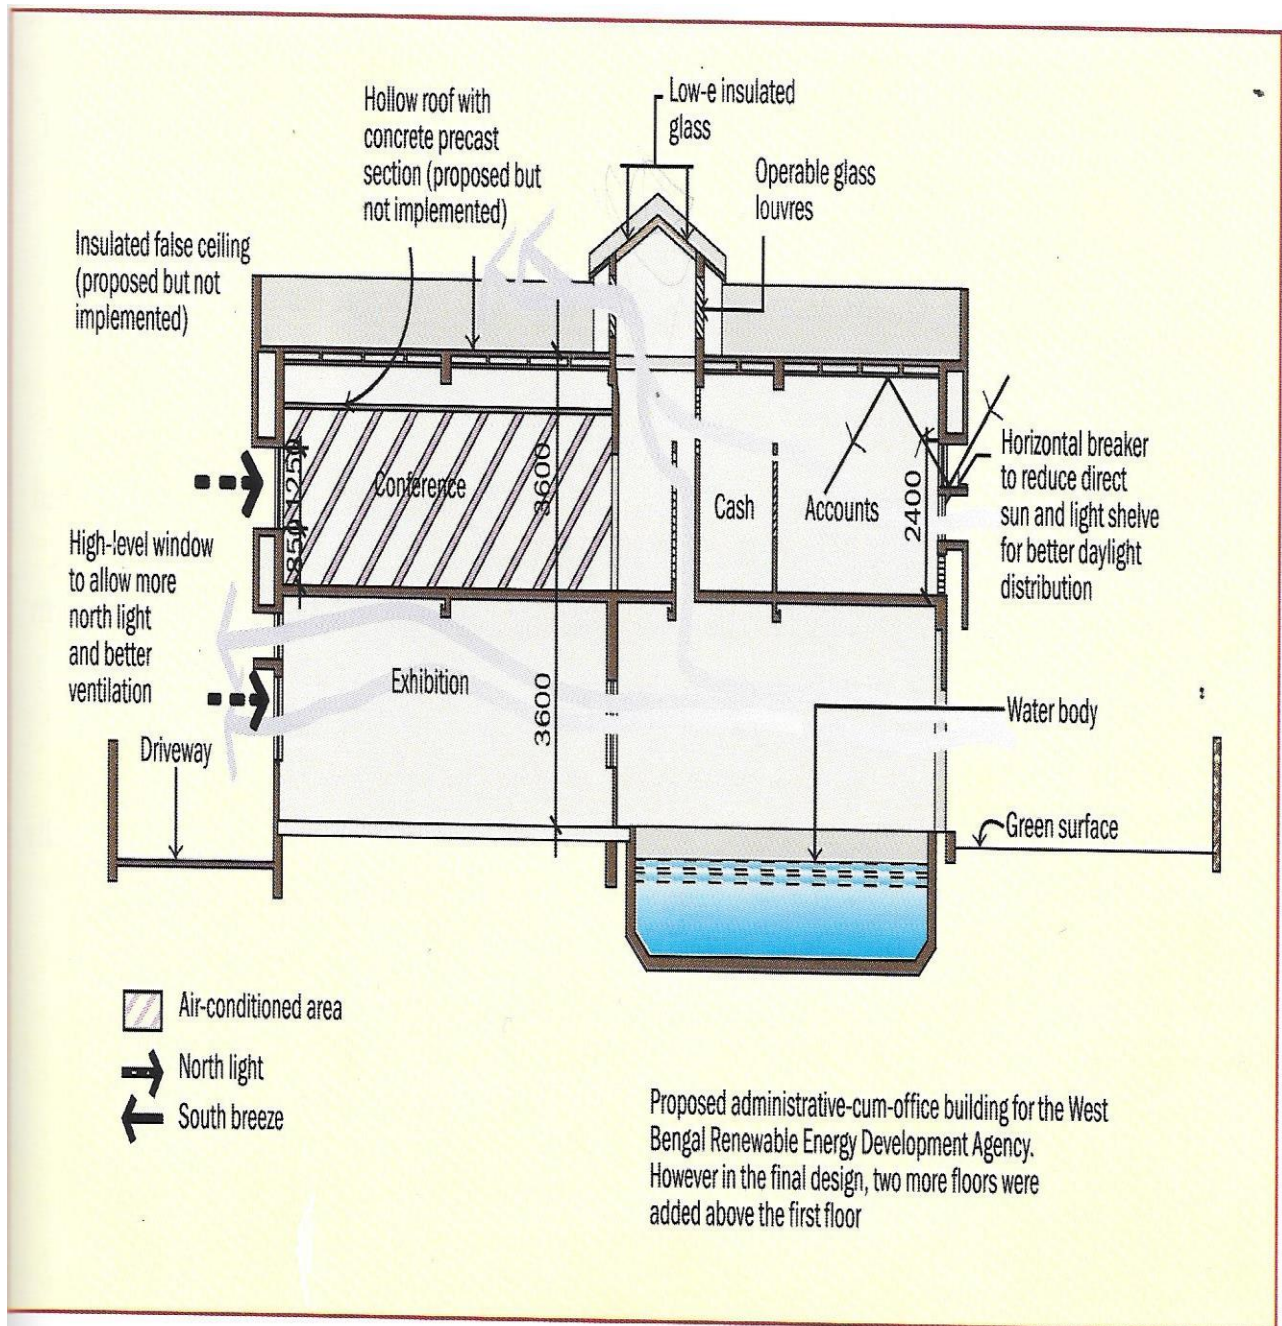 Hollow roof with
concrete precast
section (proposed but
not implemented)
Low-e insulated
glass
Operable glass
louvres
Insulated false ceiling
(proposed but not
implemented)
Horizontal breaker
to reduce direct
sun and light shelve
for better daylight
distribution
1250
850
Conference
3600
Cash
Accounts
2400
High-level window
to allow more
north light
and better
ventilation
Exhibition
3600
Water body
Driveway
Green surface
Air-conditioned area
North light
South breeze
Proposed administrative-cum-office building for the West
Bengal Renewable Energy Development Agency.
However in the final design, two more floors were
added above the first floor